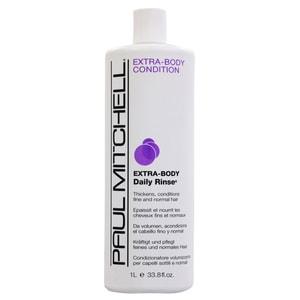 EXTRA-BODY
CONDITION
PAUL MITCHELL
EXTRA-BODY
Daily Rinse®
Thickens, conditions
fine and normal hair
Épaissit et nourrit les
cheveux fins et normaux
Da volumen, acondiciona
el cabello fino y normal
Kräftigt und pflegt
feines und normales Haar
Condizionatore volumizzante
per capelli sottili e normali
1L 33.8fl.oz.